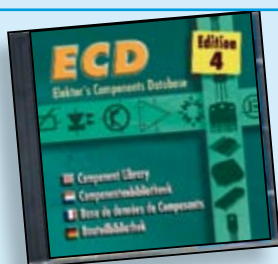 ECD
Edition
4
Elektor's Components Database
Component Library
Componentenbibliotheek
Base de données de Composants
Bauteilbibliothek